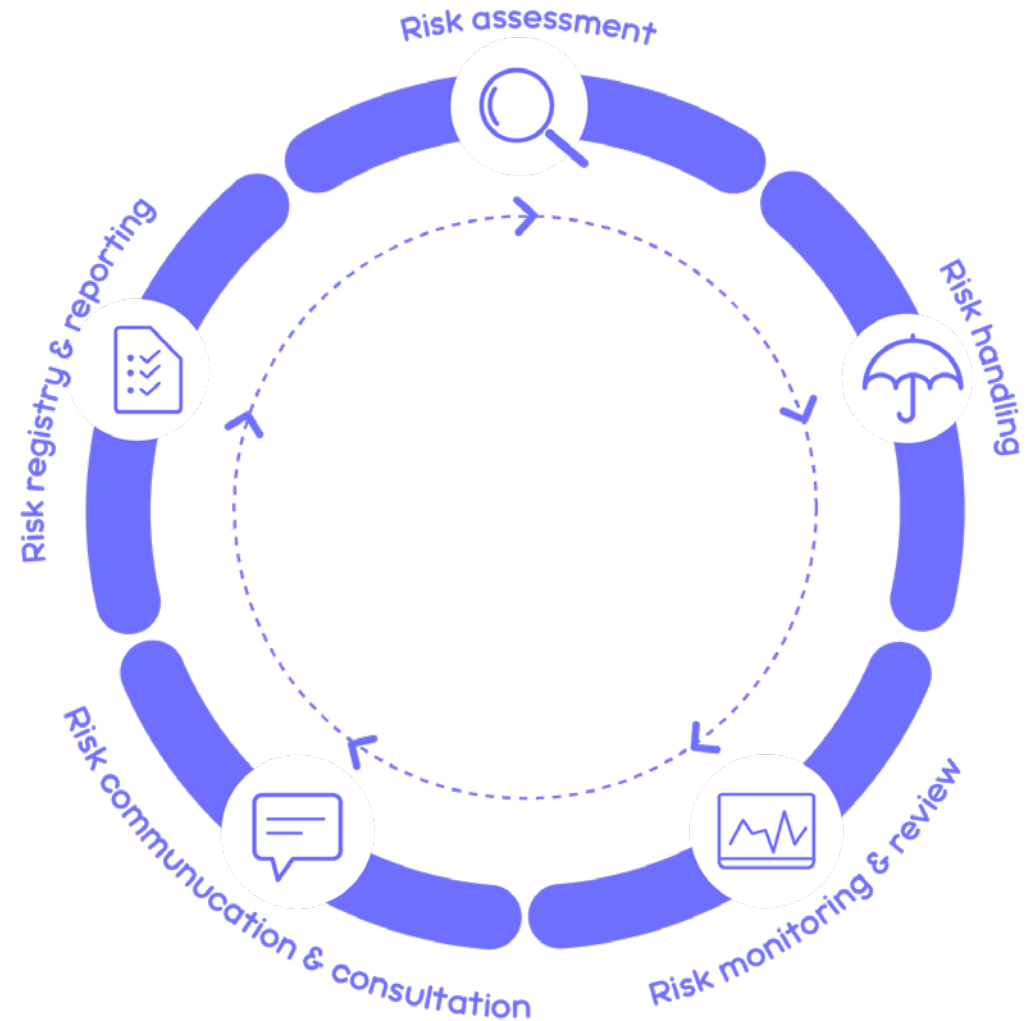 Risk assessment
Risk handling
Risk monitoring & review
Risk communucation & consultation
Risk registry & reporting